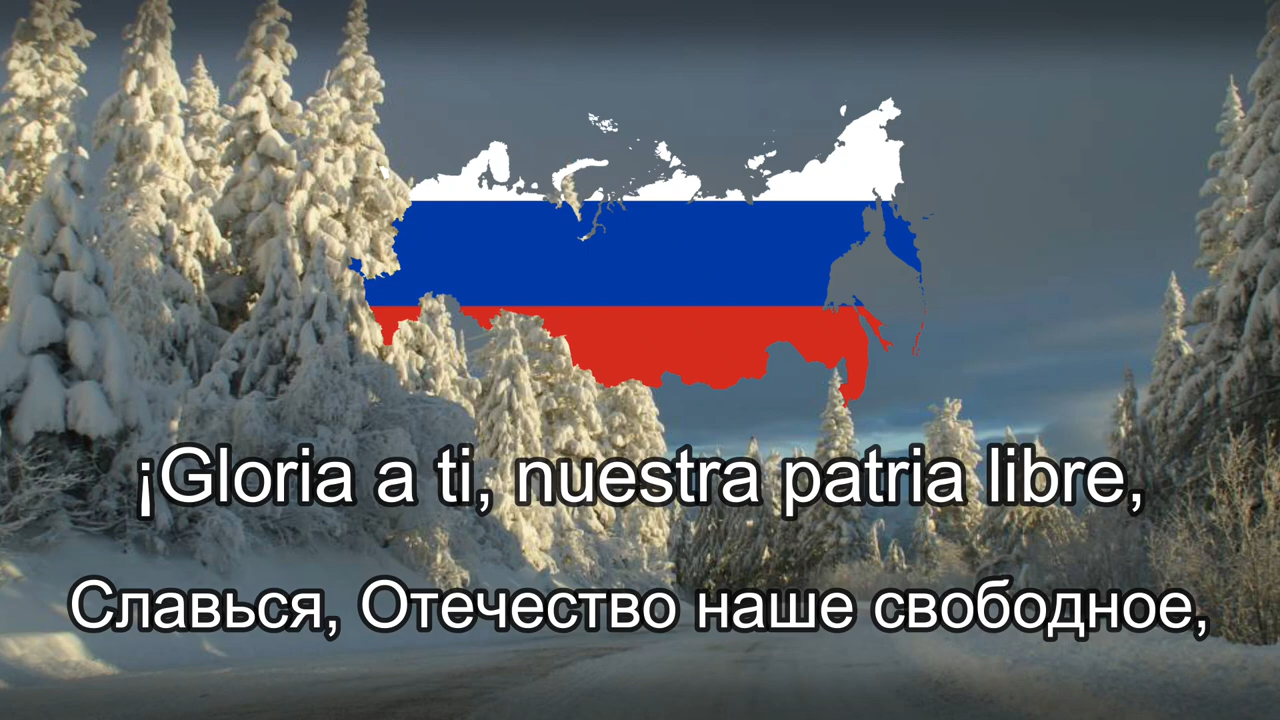 ¡Gloria a ti, nuestra patria libre,
Славься, Отечество наше свободное,